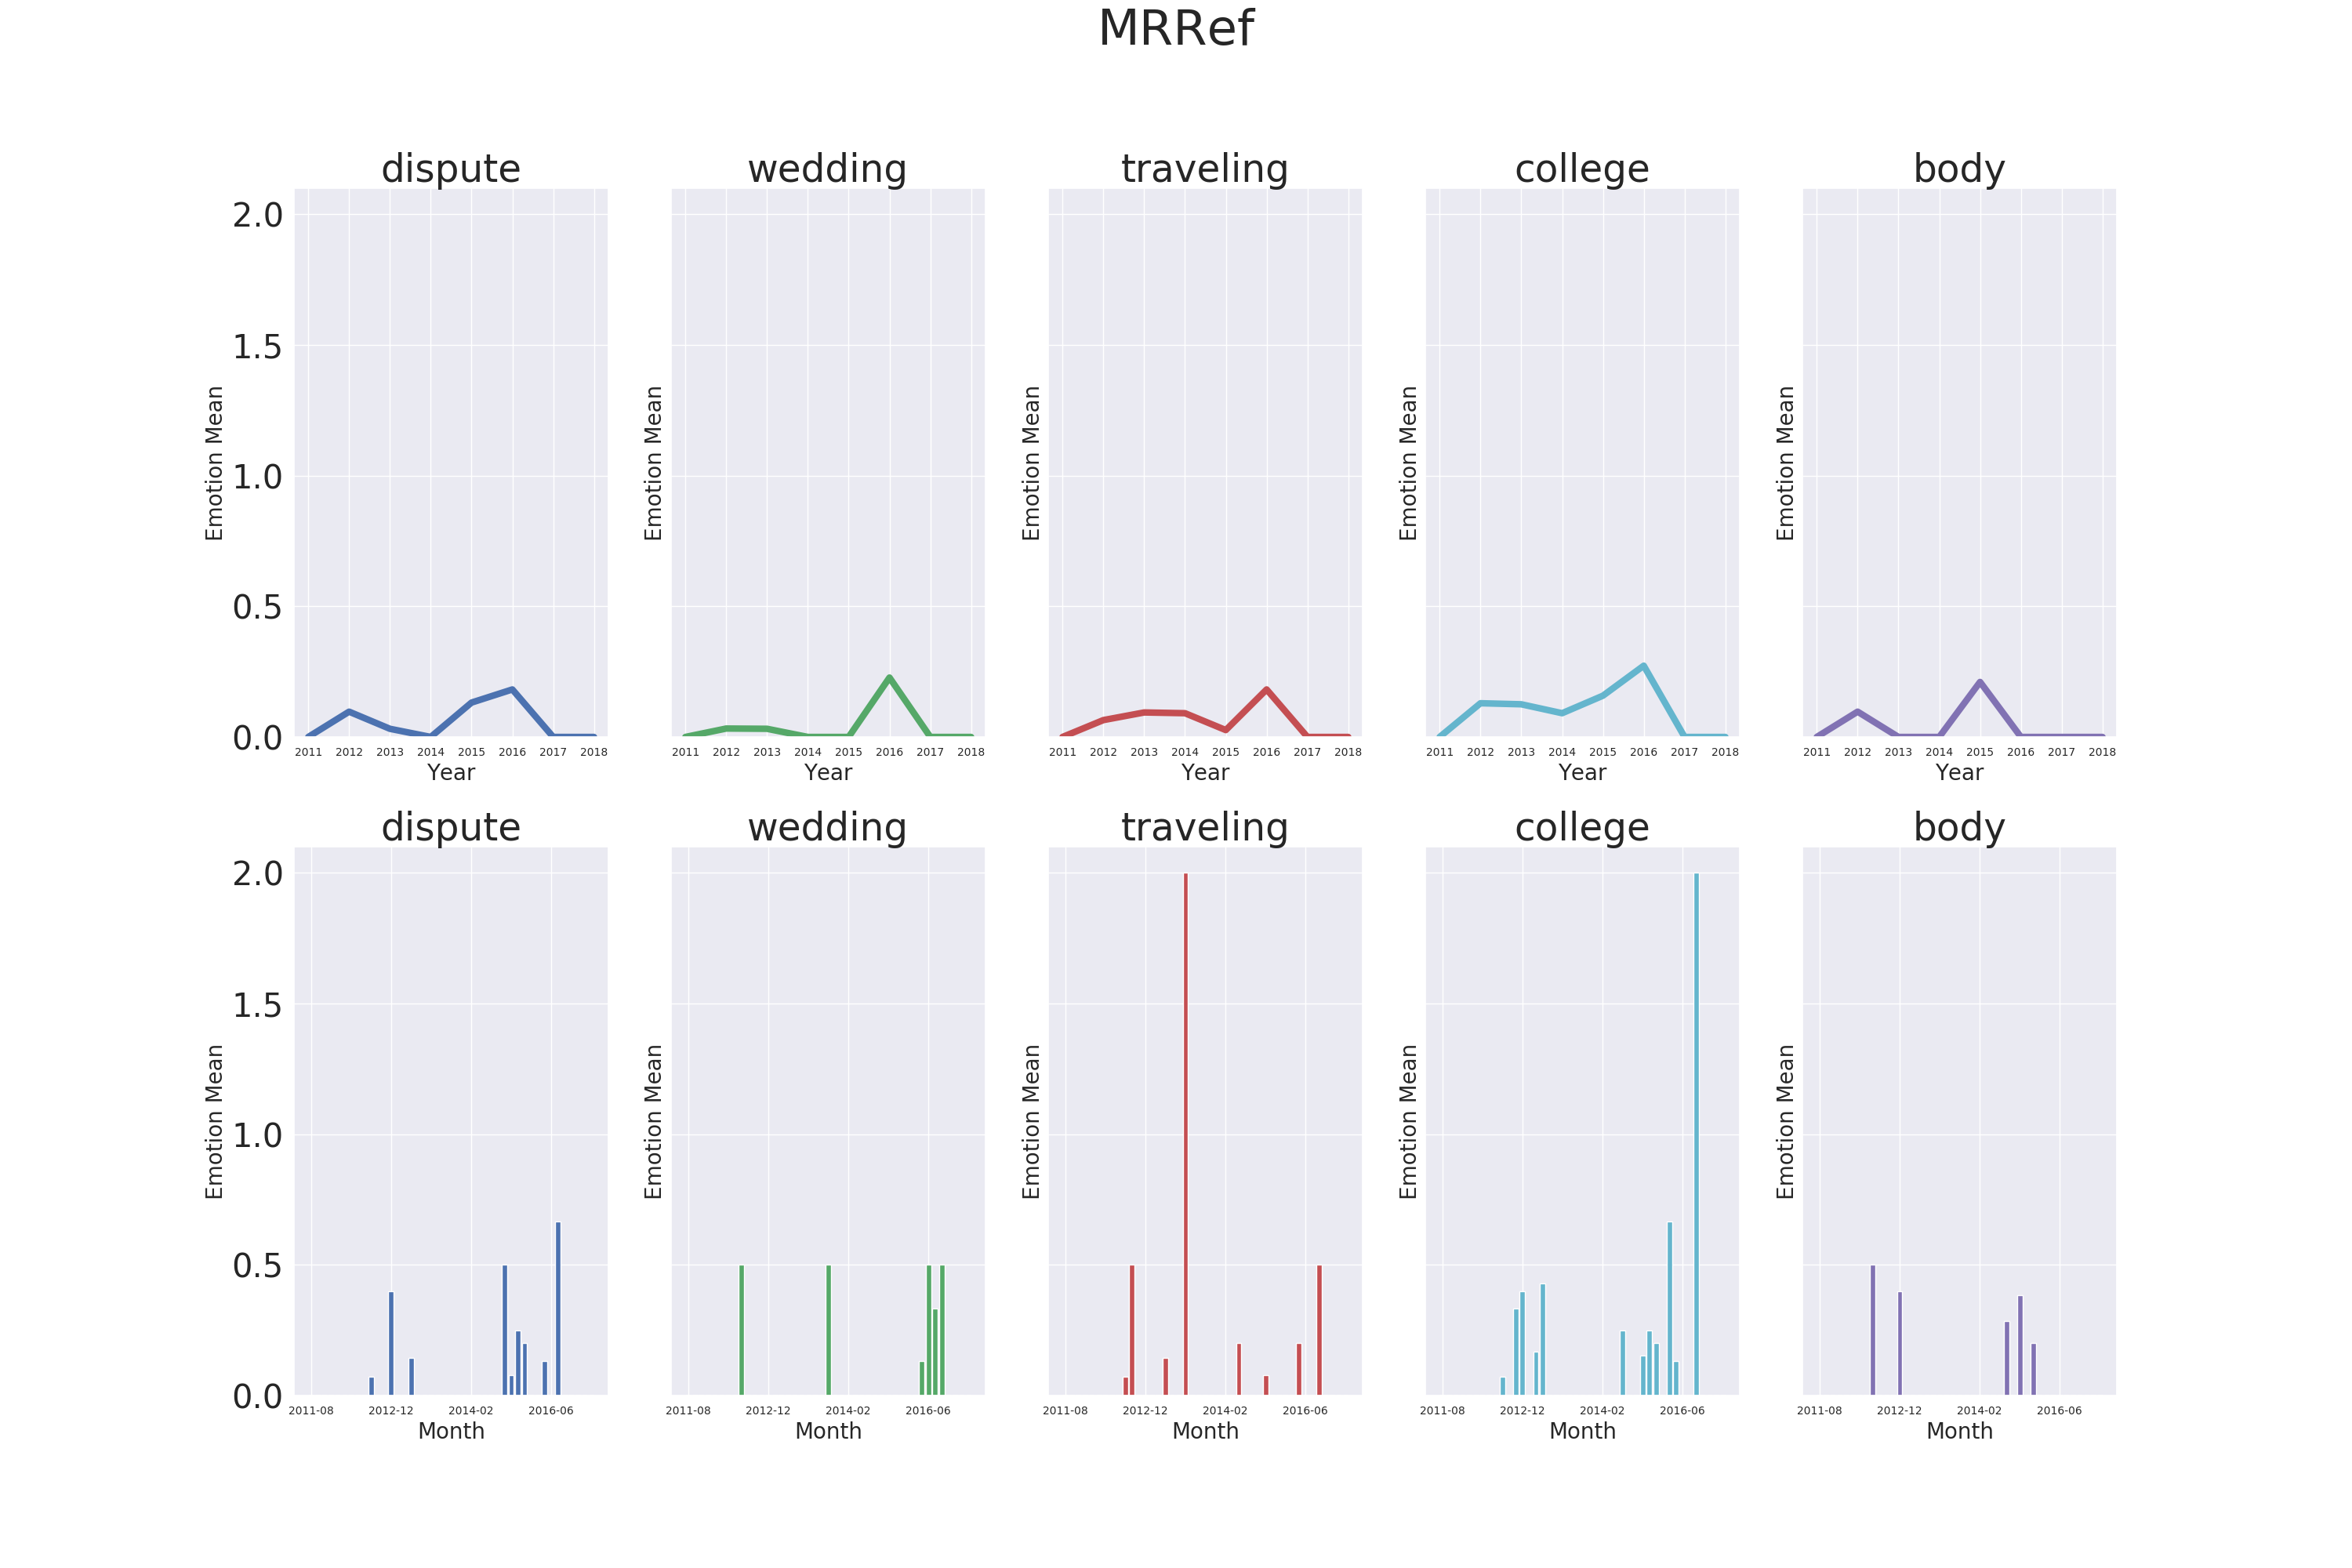 MRRef
dispute wedding traveling college body
2.0
1.5
1.0
0.5
0.0
Emotion Mean Emotion Mean Emotion Mean Emotion Mean Emotion Mean
2011 2012 2013 2014 2015 2016 2017 2018 2011 2012 2013 2014 2015 2016 2017 2018 2011 2012 2013 2014 2015 2016 2017 2018 2011 2012 2013 2014 2015 2016 2017 2018 2011 2012 2013 2014 2015 2016 2017 2018
Year Year Year Year Year
dispute wedding traveling college body
2.0
1.5
1.0
0.5
0.0
Emotion Mean Emotion Mean Emotion Mean Emotion Mean Emotion Mean
2011-08 2012-12 2014-02 2016-06 2011-08 2012-12 2014-02 2016-06 2011-08 2012-12 2014-02 2016-06 2011-08 2012-12 2014-02 2016-06 2011-08 2012-12 2014-02 2016-06
Month Month Month Month Month